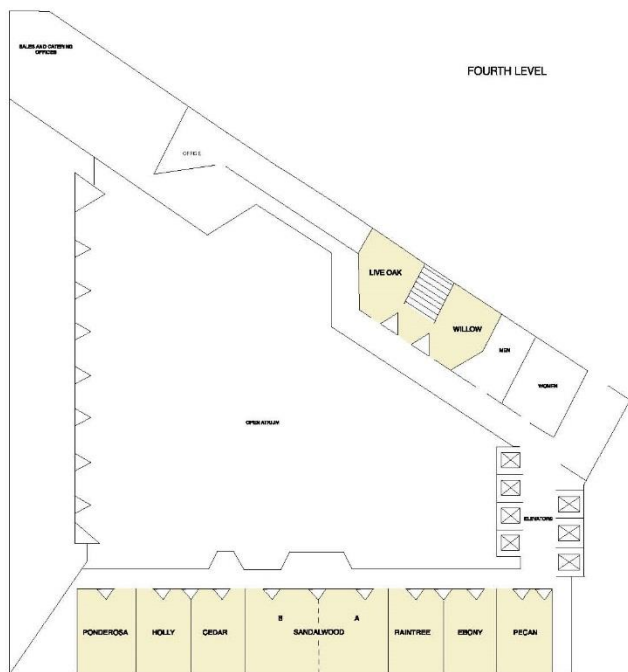 SALES AND CATERING
OFFICES
FOURTH LEVEL
OFFICE
LIVE OAK
WILLOW
MEN
WOMEN
OPEN ATRIUM
ELEVATORS
B A
PONDEROSA HOLLY CEDAR SANDALWOOD RAINTREE EBONY PECAN